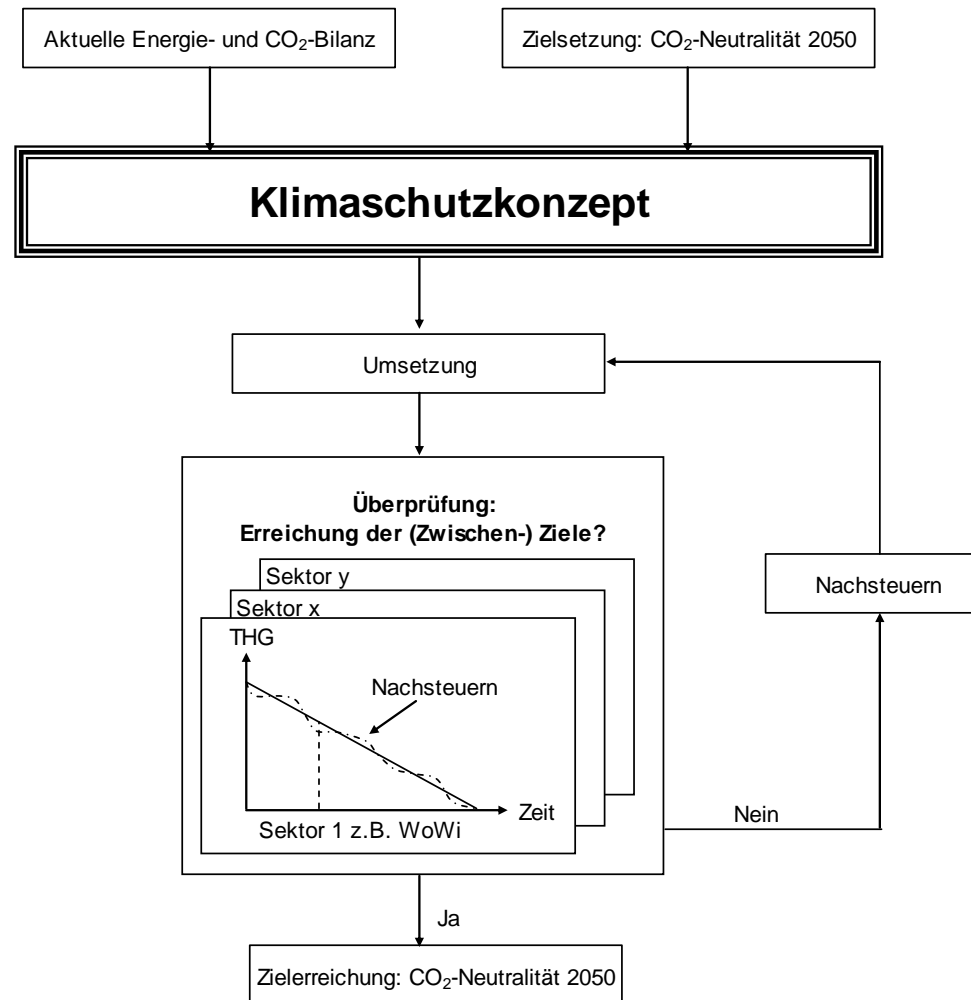 Aktuelle Energie- und CO₂-Bilanz
Zielsetzung: CO₂-Neutralität 2050
Klimaschutzkonzept
Umsetzung
Überprüfung:
Erreichung der (Zwischen-) Ziele?
Sektor y
Sektor x
THG
Nachsteuern
Zeit
Sektor 1 z.B. WoWi
Nachsteuern
Nein
Ja
Zielerreichung: CO₂-Neutralität 2050